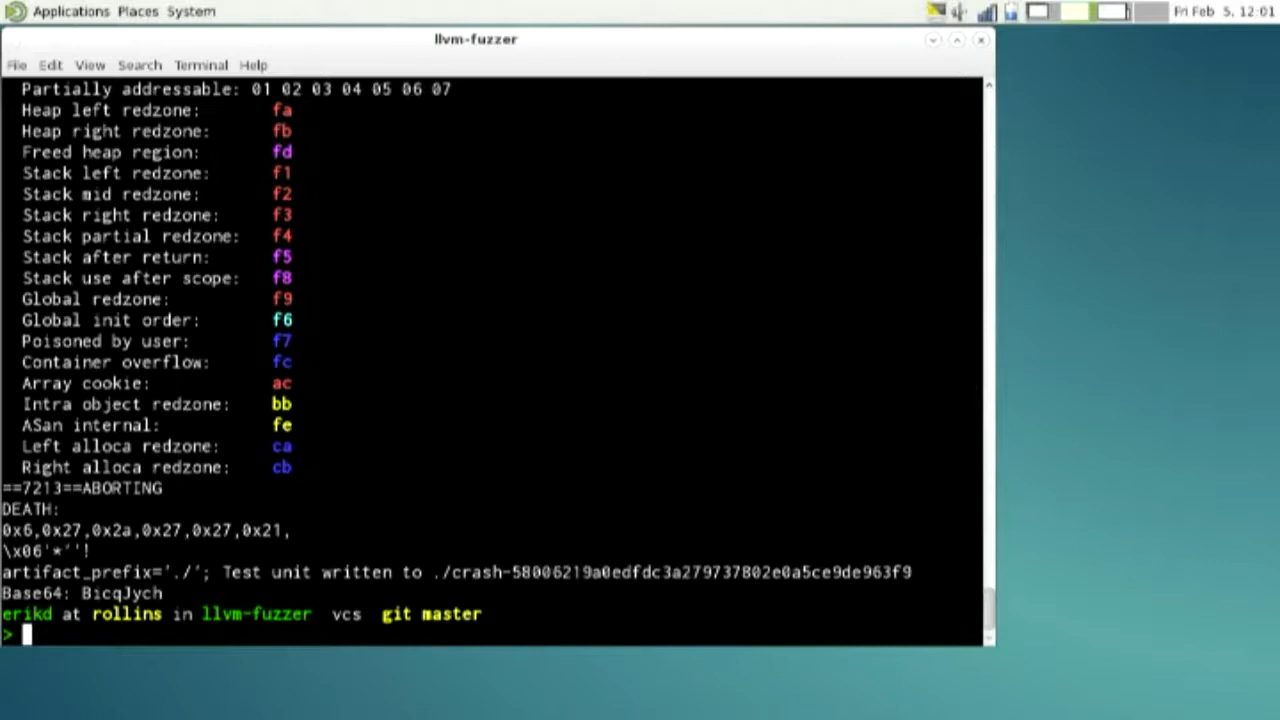 Applications Places System
Fri Feb 5, 12:01
llvm-fuzzer
File Edit View Search Terminal Help
Partially addressable: 01 02 03 04 05 06 07
Heap left redzone: fa
Heap right redzone: fb
Freed heap region: fd
Stack left redzone: f1
Stack mid redzone: f2
Stack right redzone: f3
Stack partial redzone: f4
Stack after return: f5
Stack use after scope: f8
Global redzone: f9
Global init order: f6
Poisoned by user: f7
Container overflow: fc
Array cookie: ac
Intra object redzone: bb
ASan internal: fe
Left alloca redzone: ca
Right alloca redzone: cb
==7213==ABORTING
DEATH:
0x6,0x27,0x2a,0x27,0x27,0x21,
\x06'*''!
artifact_prefix='./'; Test unit written to ./crash-58006219a0edfdc3a279737802e0a5ce9de963f9
Base64: BicqJych
erikd at rollins in llvm-fuzzer vcs git master
>